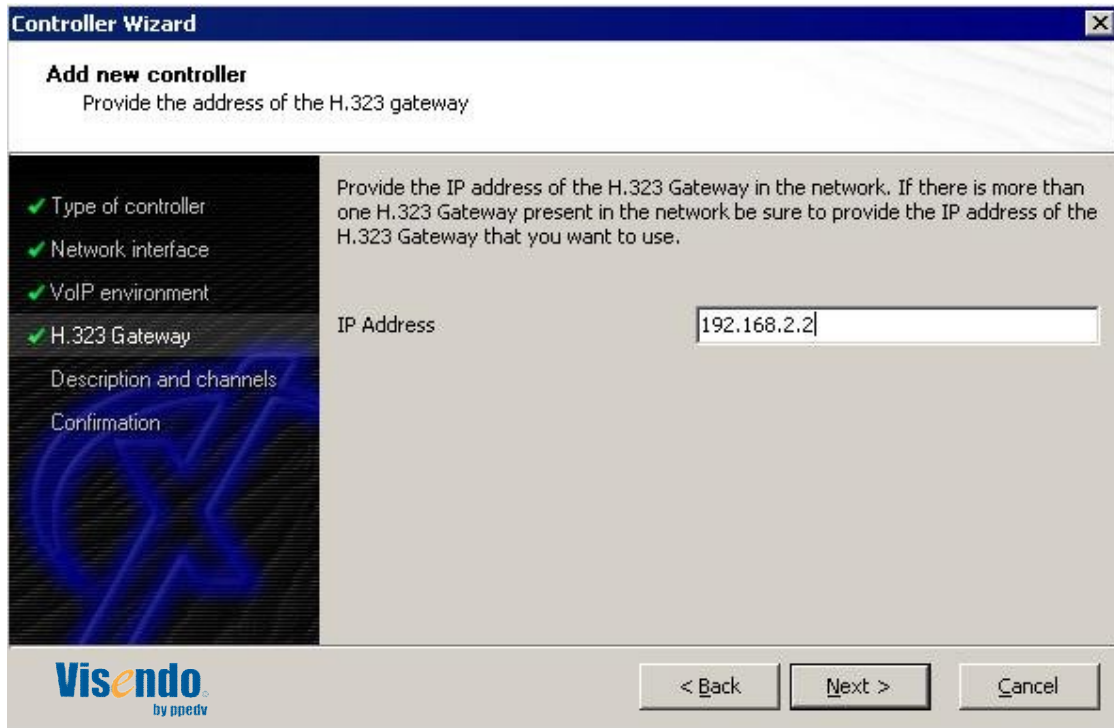 Controller Wizard
Add new controller
Provide the address of the H.323 gateway
Type of controller
Network interface
VoIP environment
H.323 Gateway
Description and channels
Confirmation
Provide the IP address of the H.323 Gateway in the network. If there is more than
one H.323 Gateway present in the network be sure to provide the IP address of the
H.323 Gateway that you want to use.
IP Address
192.168.2.2
Visendo
by ppedv
< Back
Next >
Cancel